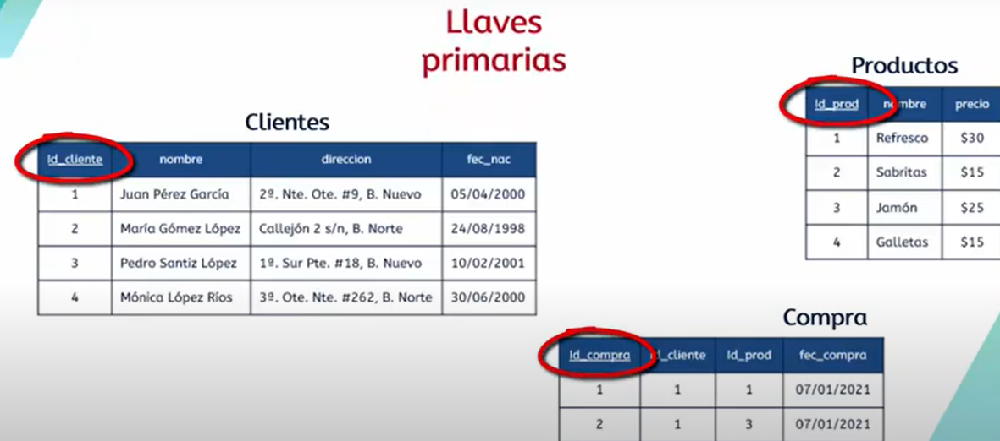 Llaves
primarias
Clientes
Id_cliente nombre direccion fec_nac
1 Juan Pérez García 2ª. Nte. Ote. #9, B. Nuevo 05/04/2000
2 María Gómez López Callejón 2 s/n, B. Norte 24/08/1998
3 Pedro Santiz López 1ª. Sur Pte. #18, B. Nuevo 10/02/2001
4 Mónica López Ríos 3ª. Ote. Nte. #262, B. Norte 30/06/2000
Productos
Id_prod nombre precio
1 Refresco $30
2 Sabritas $15
3 Jamón $25
4 Galletas $15
Compra
Id_compra Id_cliente Id_prod fec_compra
1 1 1 07/01/2021
2 1 3 07/01/2021